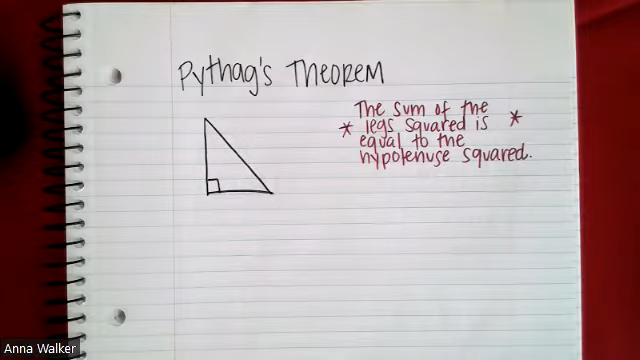 Pythag's Theorem
The sum of the
* legs squared is *
equal to the
hypotenuse squared.
Anna Walker